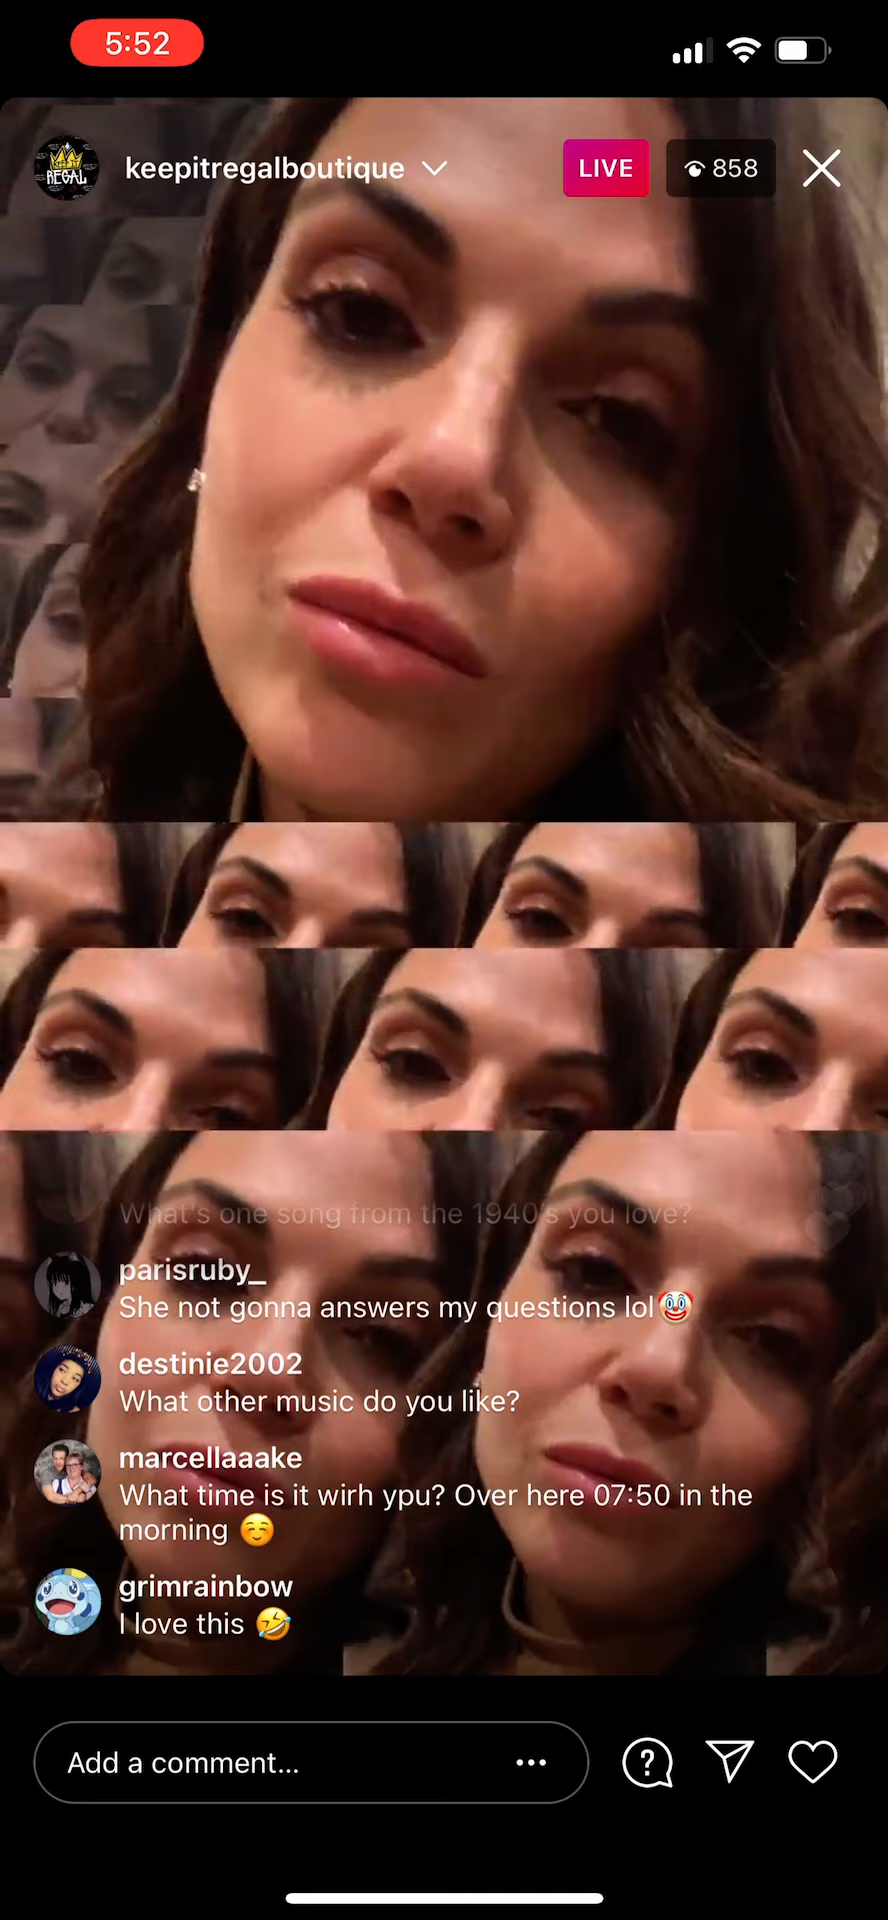 5:52
REGAL
keepitregalboutique
LIVE
858
What's one song from the 1940's you love?
parisruby_
She not gonna answers my questions lol🤡
destinie2002
What other music do you like?
marcellaaake
What time is it wirh ypu? Over here 07:50 in the
morning ☺️
grimrainbow
I love this 🤣
Add a comment...